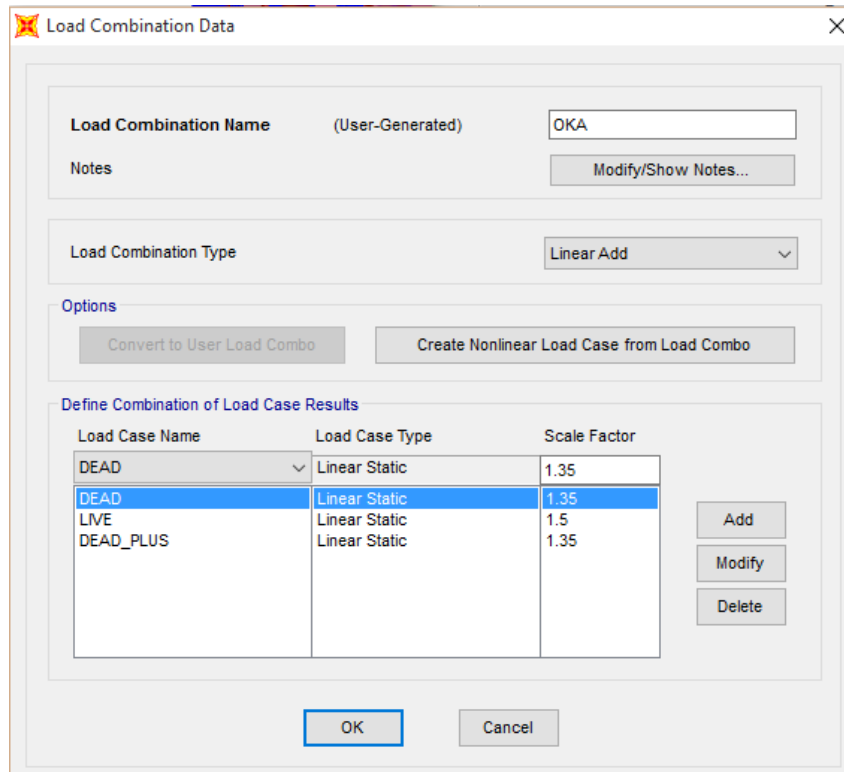 Load Combination Data
Load Combination Name (User-Generated) OKA
Notes Modify/Show Notes...
Load Combination Type Linear Add
Options
Convert to User Load Combo Create Nonlinear Load Case from Load Combo
Define Combination of Load Case Results
Load Case Name Load Case Type Scale Factor
DEAD Linear Static 1.35
DEAD Linear Static 1.35
LIVE Linear Static 1.5
DEAD_PLUS Linear Static 1.35
Add
Modify
Delete
OK Cancel